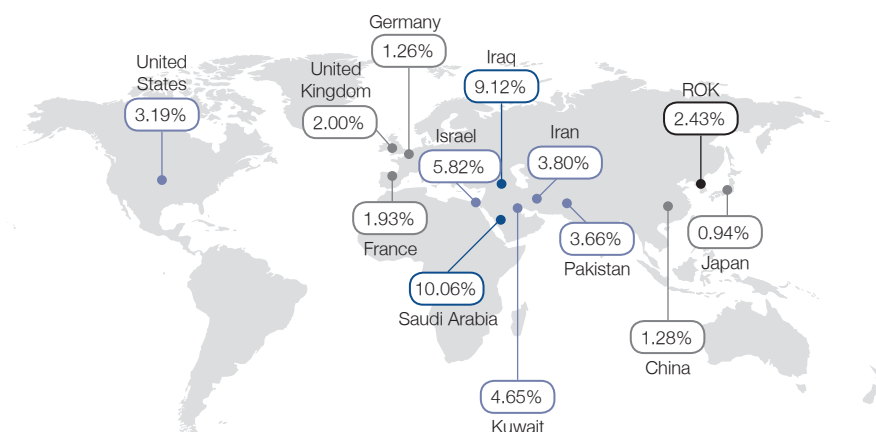 Germany
1.26%
United
States
3.19%
United
Kingdom
2.00%
Iraq
9.12%
ROK
2.43%
Israel
5.82%
Iran
3.80%
1.93%
France
3.66%
Pakistan
0.94%
Japan
10.06%
Saudi Arabia
1.28%
China
4.65%
Kuwait